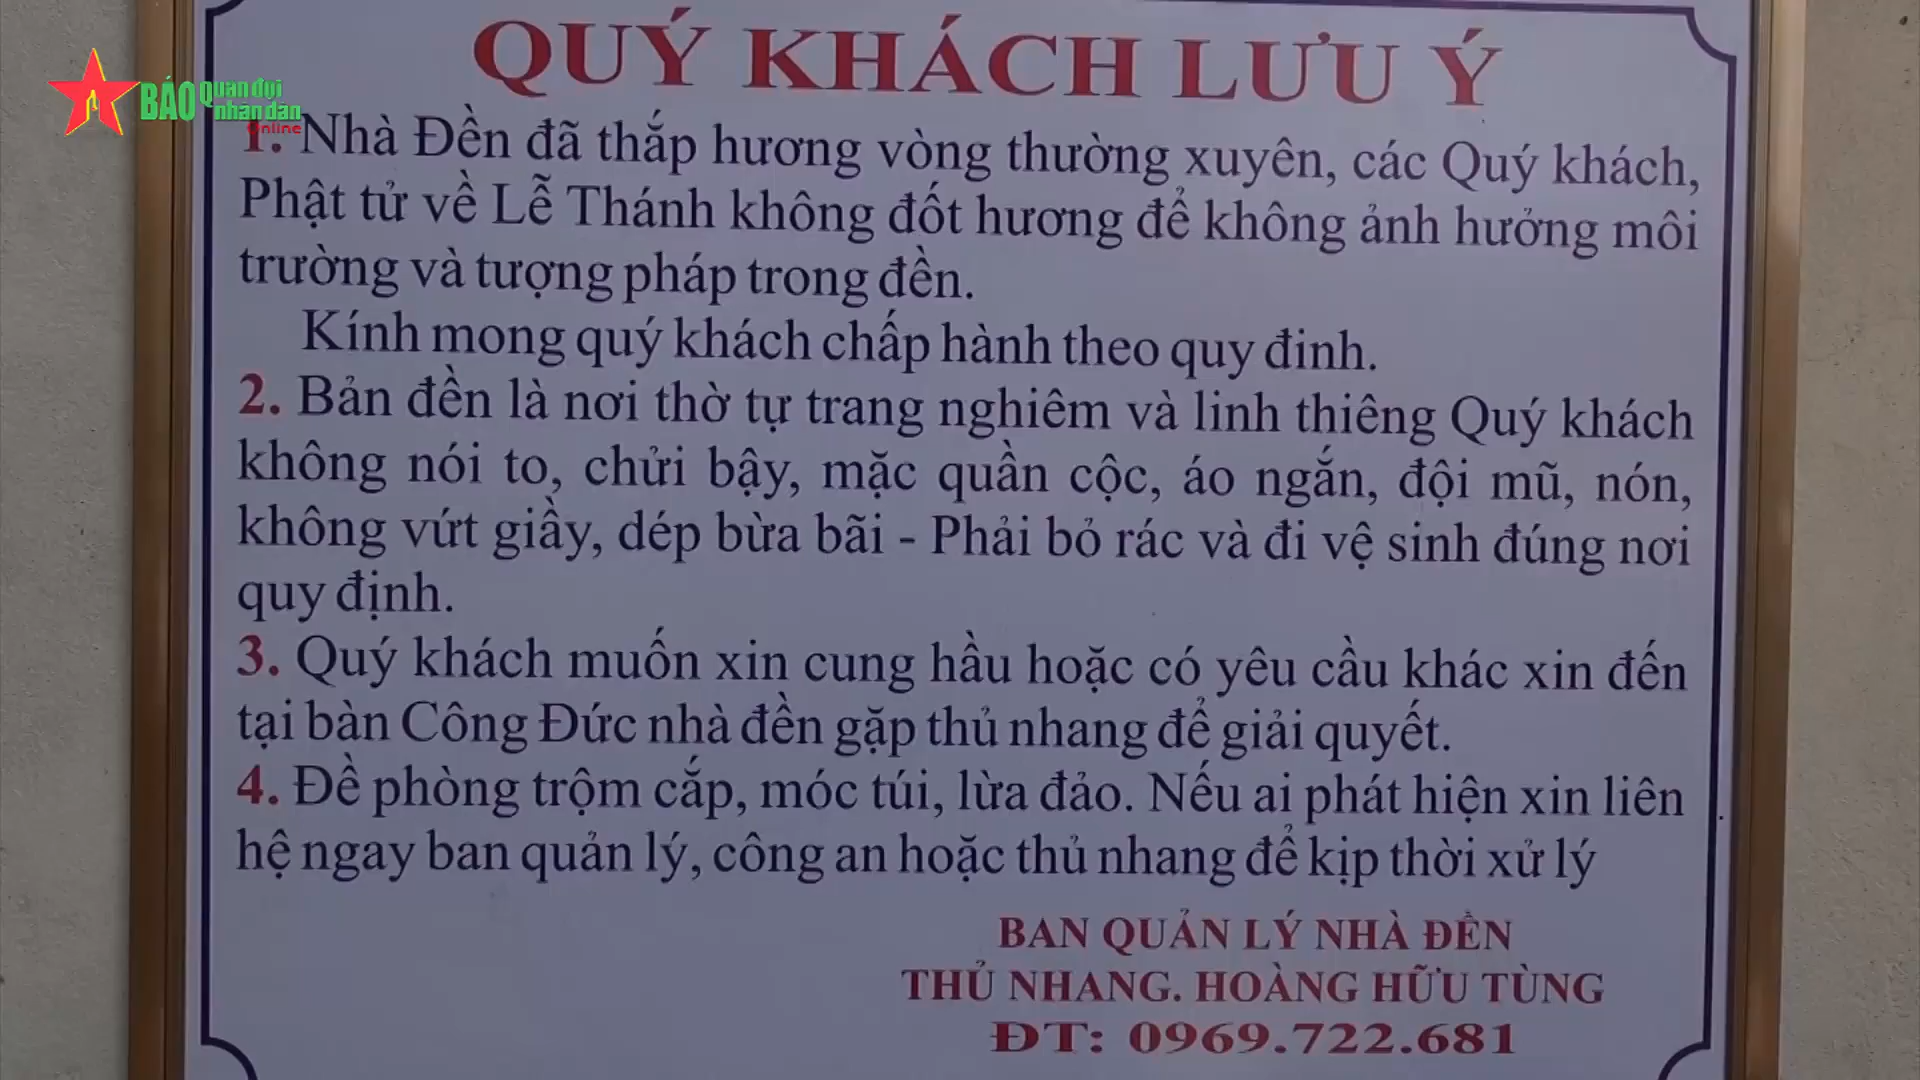 QUÝ KHÁCH LƯU Ý
BÁO Quân đội nhân dân Online
1. Nhà Đền đã thắp hương vòng thường xuyên, các Quý khách,
Phật tử về Lễ Thánh không đốt hương để không ảnh hưởng môi
trường và tượng pháp trong đền.
Kính mong quý khách chấp hành theo quy đinh.
2. Bản đền là nơi thờ tự trang nghiêm và linh thiêng Quý khách
không nói to, chửi bậy, mặc quần cộc, áo ngắn, đội mũ, nón,
không vứt giầy, dép bừa bãi - Phải bỏ rác và đi vệ sinh đúng nơi
quy định.
3. Quý khách muốn xin cung hầu hoặc có yêu cầu khác xin đến
tại bàn Công Đức nhà đền gặp thủ nhang để giải quyết.
4. Đề phòng trộm cắp, móc túi, lừa đảo. Nếu ai phát hiện xin liên
hệ ngay ban quản lý, công an hoặc thủ nhang để kịp thời xử lý
BAN QUẢN LÝ NHÀ ĐỀN
THỦ NHANG. HOÀNG HỮU TÙNG
ĐT: 0969.722.681